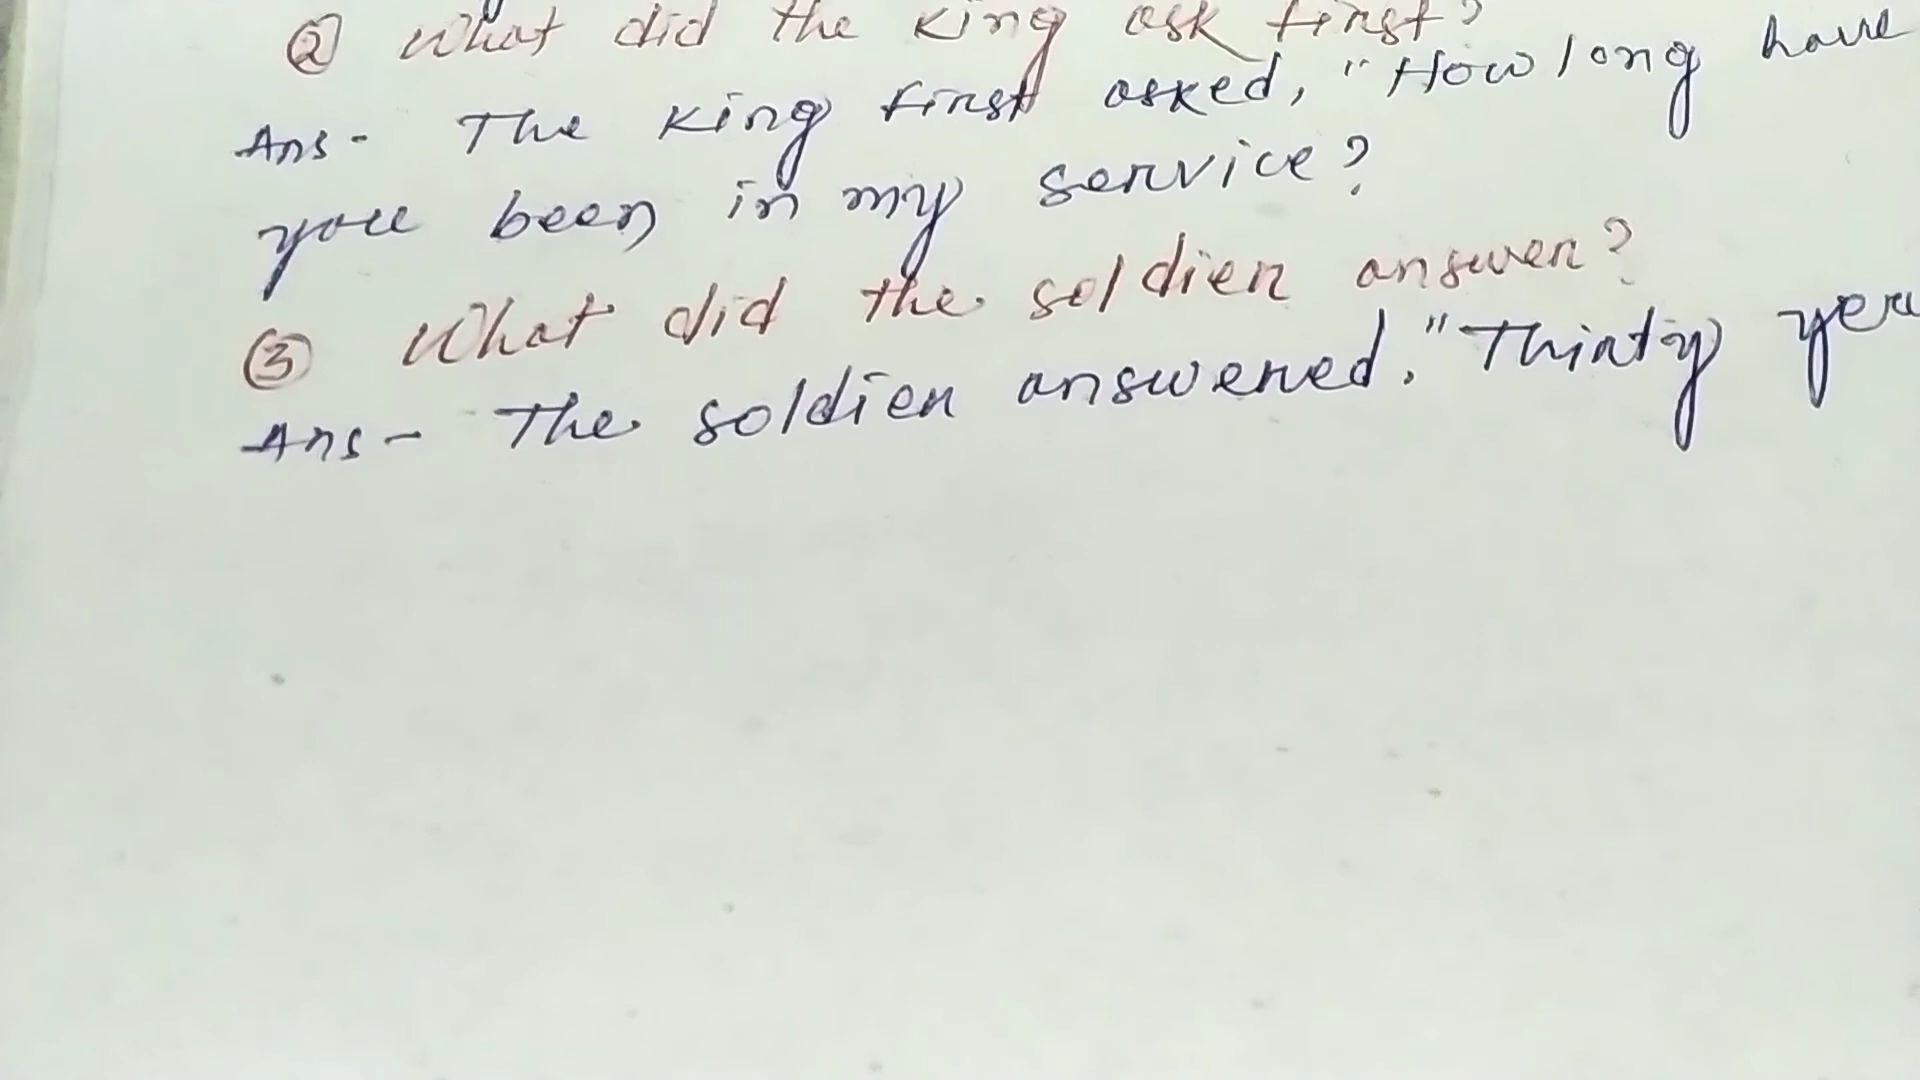 ② What did the king ask first?
Ans- The king first asked, "How long have
you been in my service?
③ What did the soldier answer?
Ans- The soldier answered, "Thirty